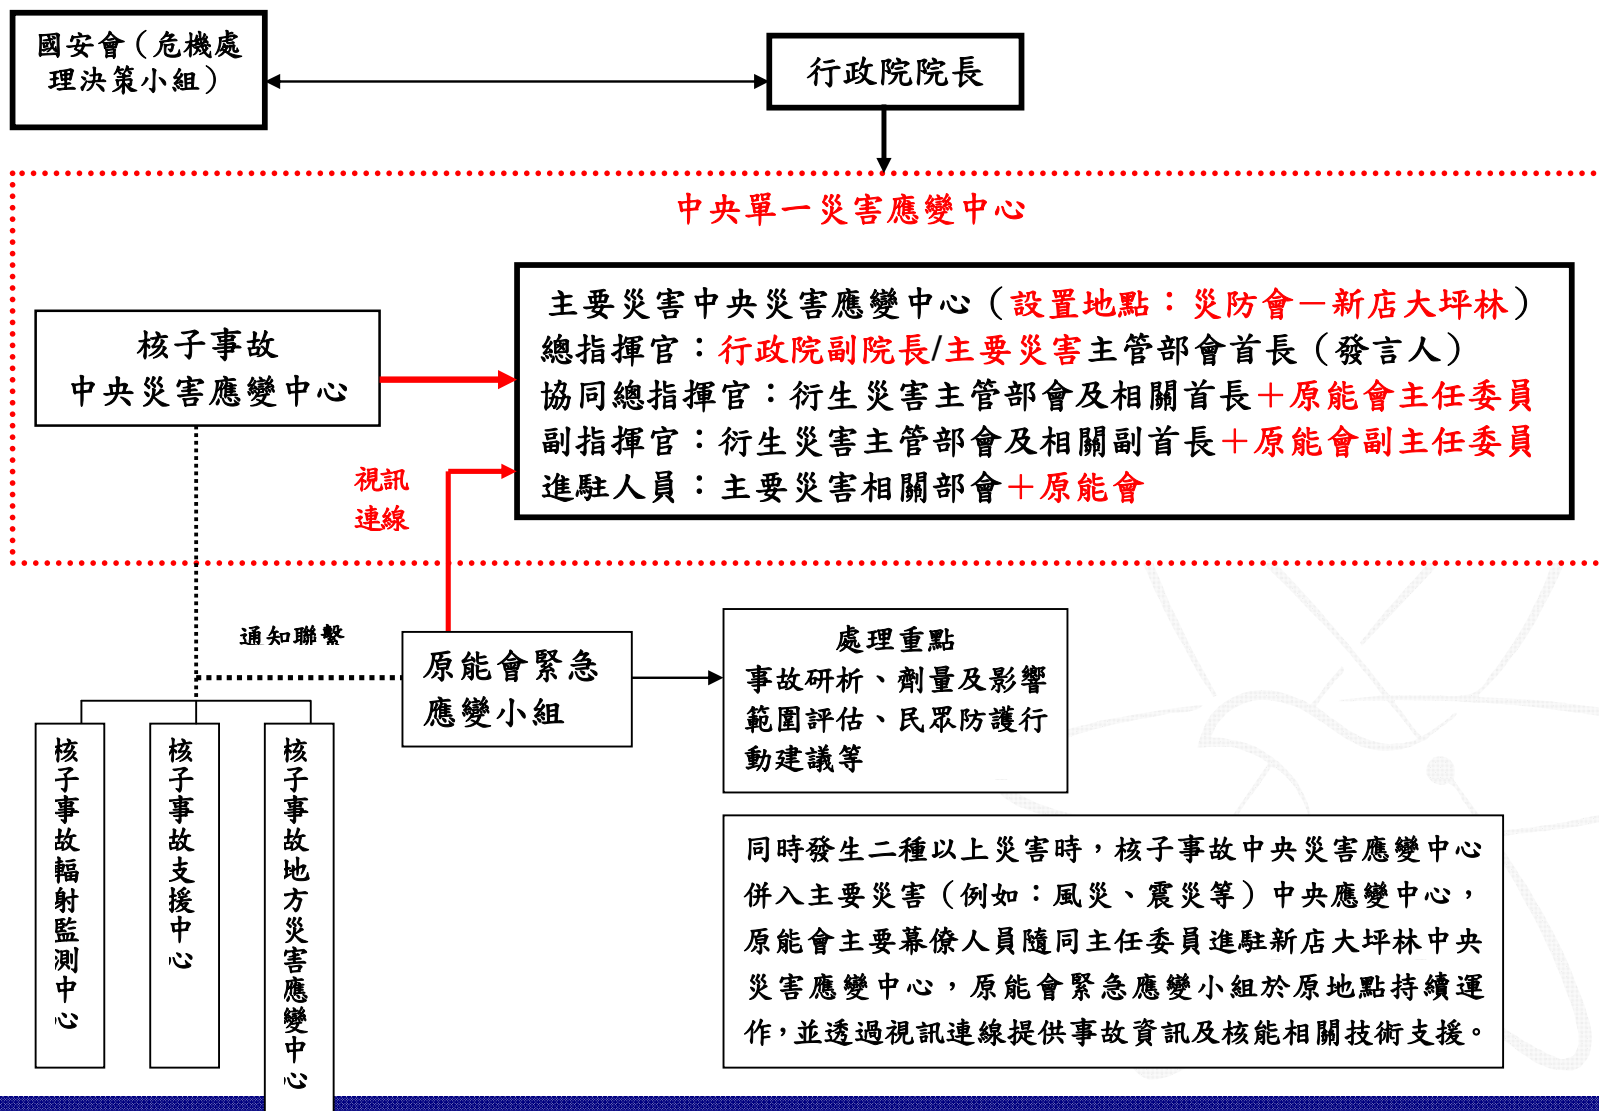 國安會（危機處
理決策小組）
行政院院長
中央單一災害應變中心
核子事故
中央災害應變中心
主要災害中央災害應變中心（設置地點：災防會－新店大坪林）
總指揮官：行政院副院長/主要災害主管部會首長（發言人）
協同總指揮官：衍生災害主管部會及相關首長＋原能會主任委員
副指揮官：衍生災害主管部會及相關副首長＋原能會副主任委員
進駐人員：主要災害相關部會＋原能會
視訊
連線
通知聯繫
原能會緊急
應變小組
處理重點
事故研析、劑量及影響
範圍評估、民眾防護行
動建議等
核子事故輻射監測中心
核子事故支援中心
核子事故地方災害應變中心
同時發生二種以上災害時，核子事故中央災害應變中心
併入主要災害（例如：風災、震災等）中央應變中心，
原能會主要幕僚人員隨同主任委員進駐新店大坪林中央
災害應變中心，原能會緊急應變小組於原地點持續運
作，並透過視訊連線提供事故資訊及核能相關技術支援。